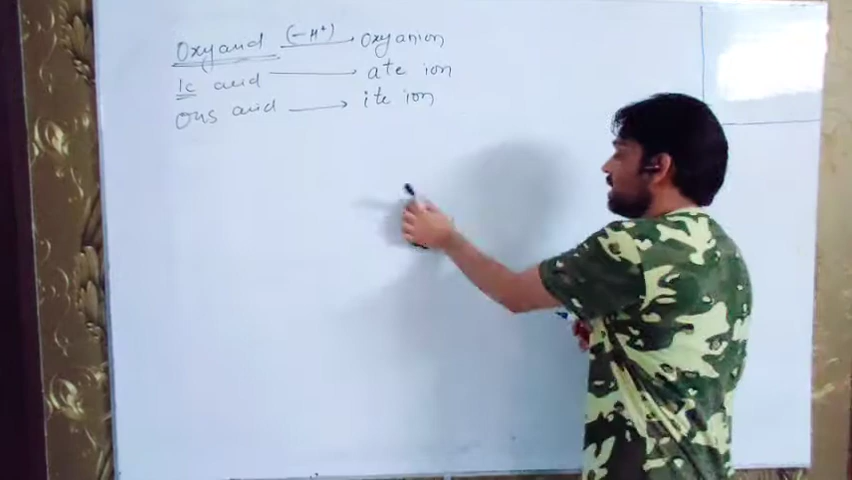 Oxyacid (-H⁺) → Oxyanion
Ic acid → ate ion
Ous acid → ite ion